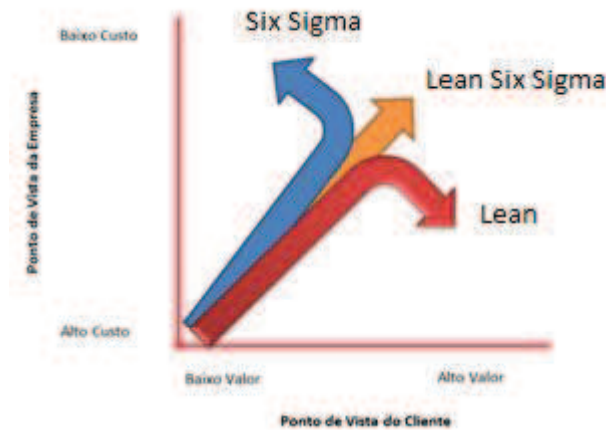 Six Sigma
Baixo Custo
Lean Six Sigma
Ponto de Vista da Empresa
Lean
Alto Custo
Baixo Valor
Alto Valor
Ponto de Vista do Cliente